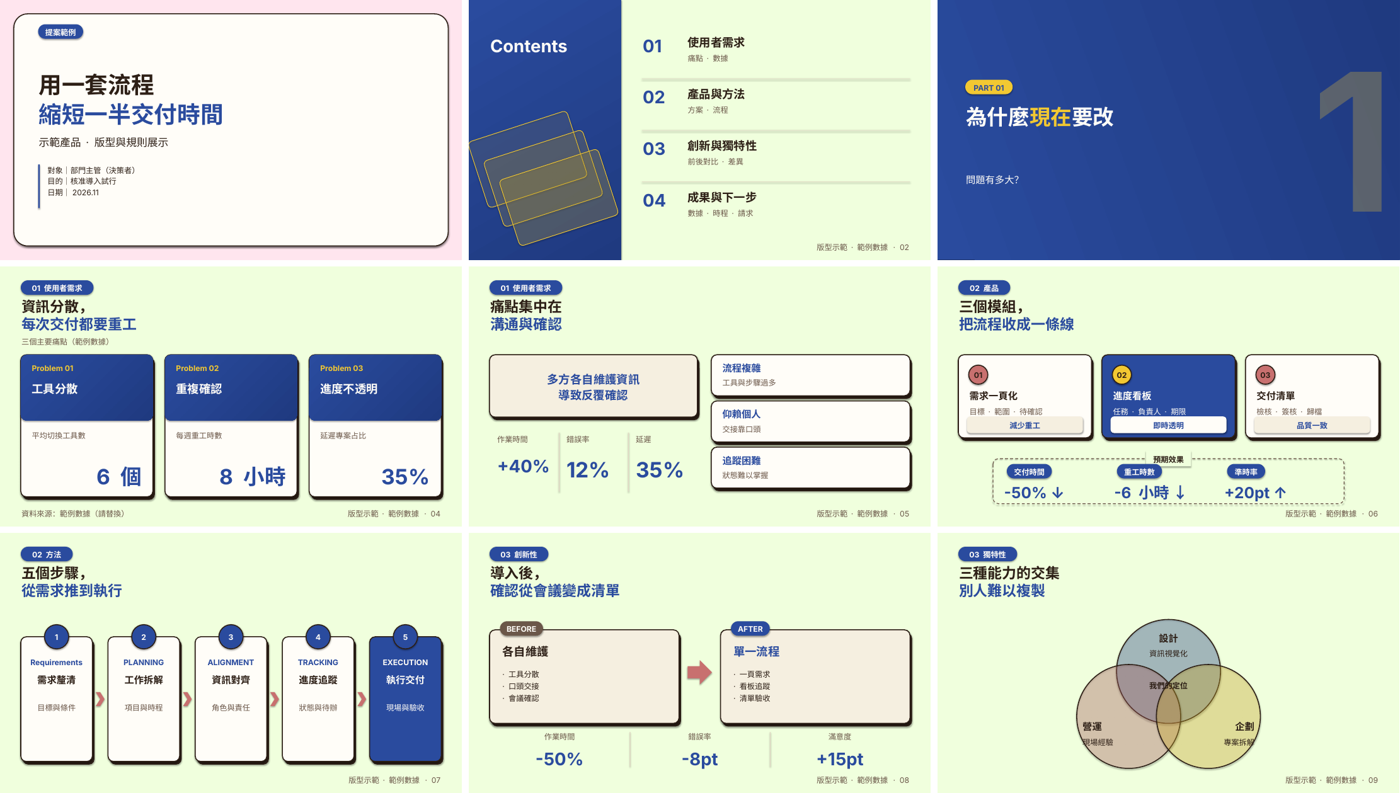 提案範例
用一套流程
縮短一半交付時間
示範產品 · 版型與規則展示
對象｜部門主管（決策者）
目的｜核准導入試行
日期｜ 2026.11
Contents
01 使用者需求
痛點 · 數據
02 產品與方法
方案 · 流程
03 創新與獨特性
前後對比 · 差異
04 成果與下一步
數據 · 時程 · 請求
版型示範 · 範例數據 · 02
PART 01
為什麼現在要改
問題有多大？
1
01 使用者需求
資訊分散，
每次交付都要重工
三個主要痛點（範例數據）
Problem 01
工具分散
平均切換工具數
6 個
Problem 02
重複確認
每週重工時數
8 小時
Problem 03
進度不透明
延遲專案占比
35%
資料來源：範例數據（請替換）
版型示範 · 範例數據 · 04
01 使用者需求
痛點集中在
溝通與確認
多方各自維護資訊
導致反覆確認
作業時間
+40%
錯誤率
12%
延遲
35%
流程複雜
工具與步驟過多
仰賴個人
交接靠口頭
追蹤困難
狀態難以掌握
版型示範 · 範例數據 · 05
02 產品
三個模組，
把流程收成一條線
01
需求一頁化
目標 · 範圍 · 待確認
減少重工
02
進度看板
任務 · 負責人 · 期限
即時透明
03
交付清單
檢核 · 簽核 · 歸檔
品質一致
預期效果
交付時間
-50% ↓
重工時數
-6 小時 ↓
準時率
+20pt ↑
版型示範 · 範例數據 · 06
02 方法
五個步驟，
從需求推到執行
1
Requirements
需求釐清
目標與條件
2
PLANNING
工作拆解
項目與時程
3
ALIGNMENT
資訊對齊
角色與責任
4
TRACKING
進度追蹤
狀態與待辦
5
EXECUTION
執行交付
現場與驗收
版型示範 · 範例數據 · 07
03 創新性
導入後，
確認從會議變成清單
BEFORE
各自維護
· 工具分散
· 口頭交接
· 會議確認
AFTER
單一流程
· 一頁需求
· 看板追蹤
· 清單驗收
作業時間
-50%
錯誤率
-8pt
滿意度
+15pt
版型示範 · 範例數據 · 08
03 獨特性
三種能力的交集
別人難以複製
設計
資訊視覺化
我們的定位
營運
現場經驗
企劃
專案拆解
版型示範 · 範例數據 · 09